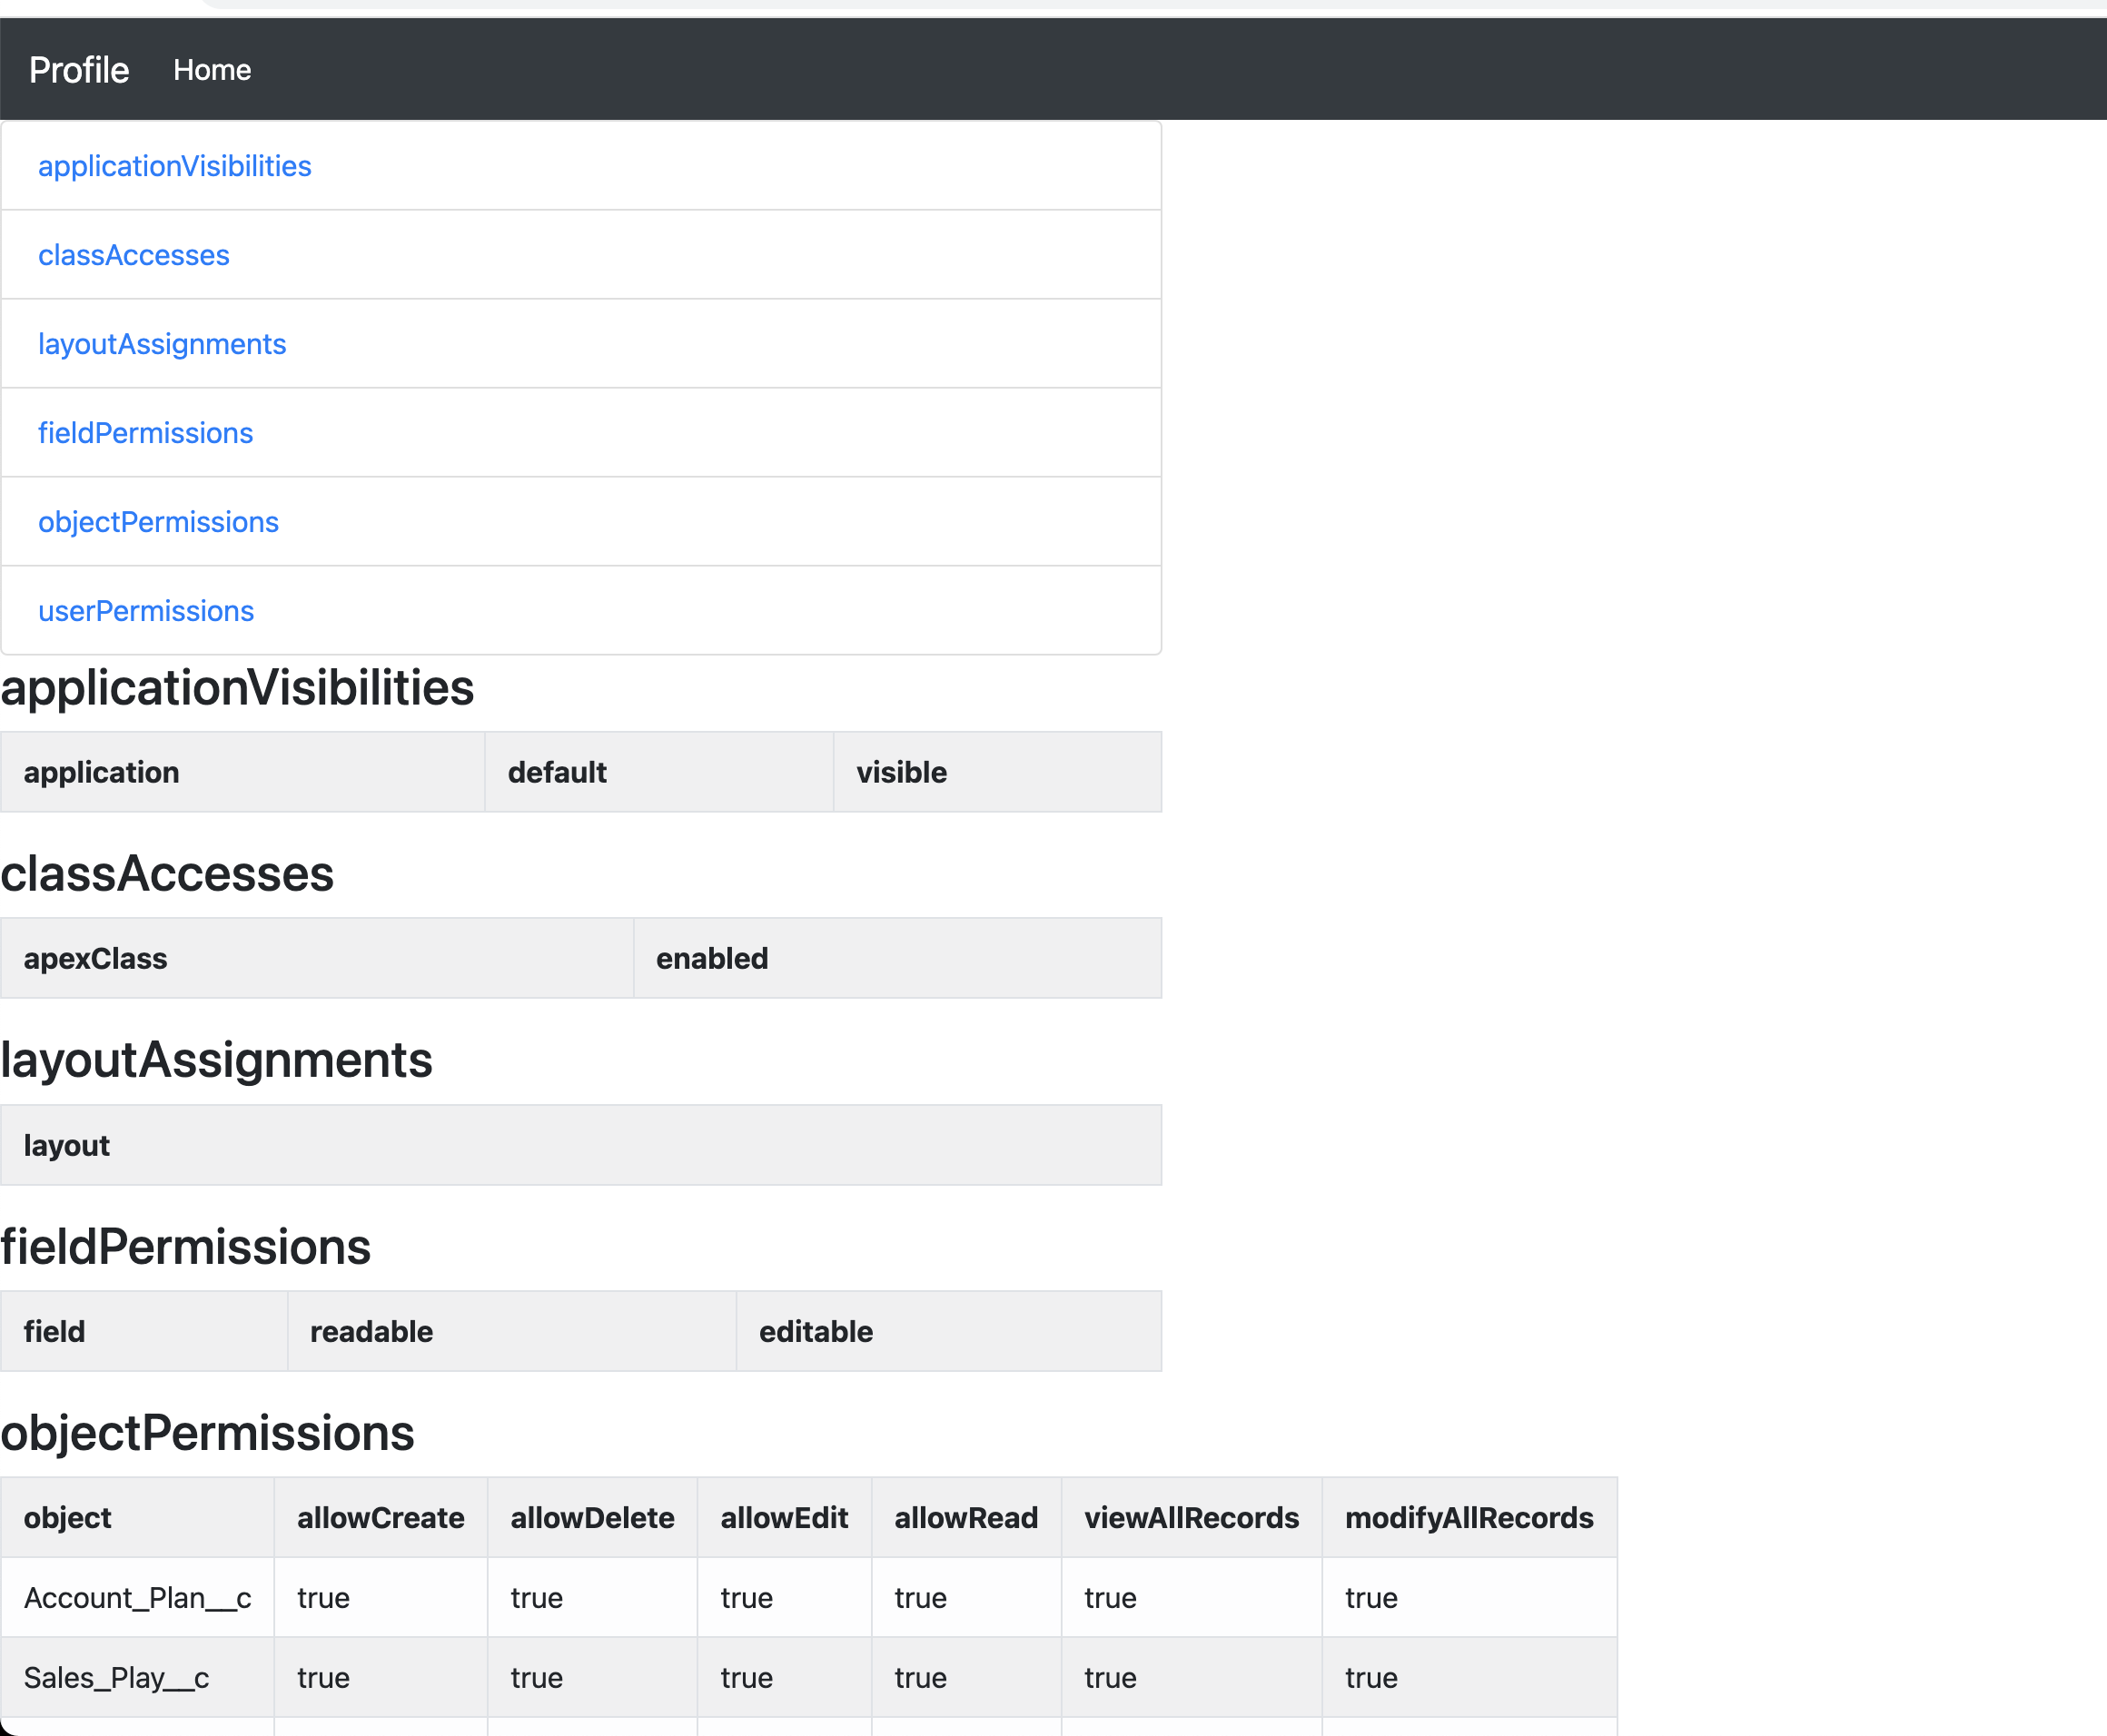 Profile Home
applicationVisibilities
classAccesses
layoutAssignments
fieldPermissions
objectPermissions
userPermissions
applicationVisibilities
application default visible
classAccesses
apexClass enabled
layoutAssignments
layout
fieldPermissions
field readable editable
objectPermissions
object allowCreate allowDelete allowEdit allowRead viewAllRecords modifyAllRecords
Account_Plan__c true true true true true true
Sales_Play__c true true true true true true